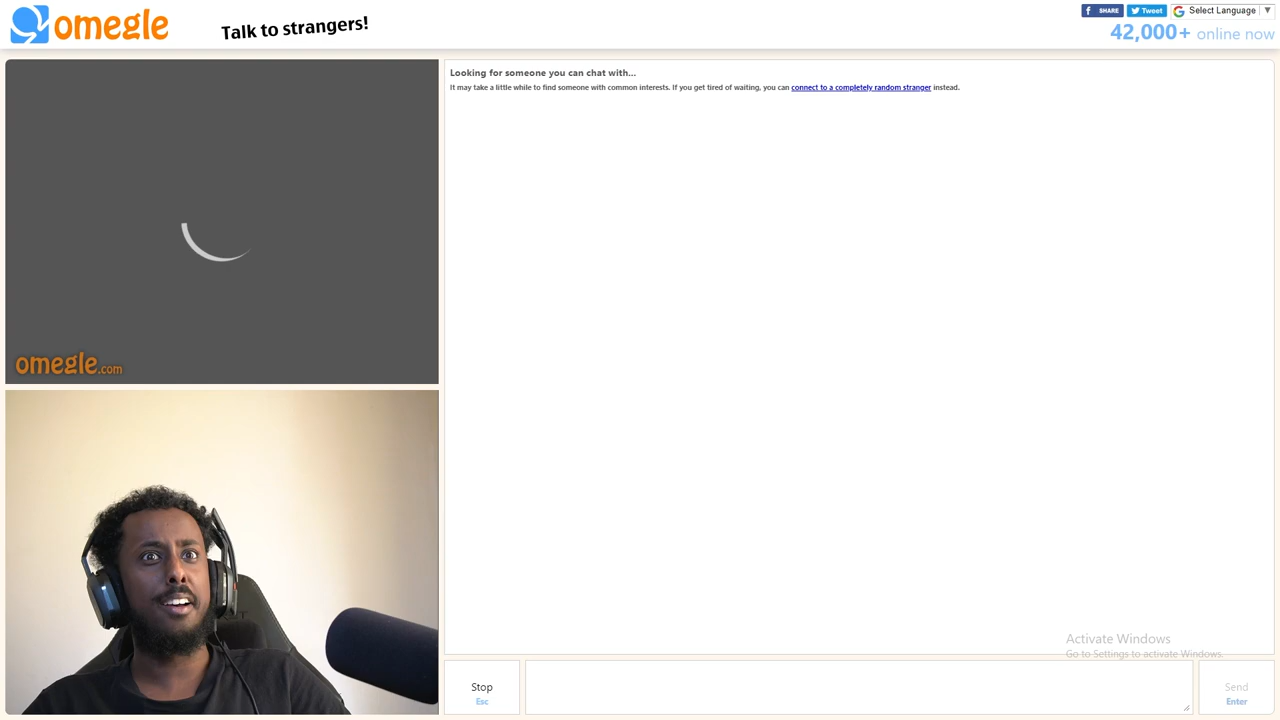 omegle
Talk to strangers!
f SHARE
Tweet
G Select Language ▼
42,000+ online now
Looking for someone you can chat with...
It may take a little while to find someone with common interests. If you get tired of waiting, you can connect to a completely random stranger instead.
omegle.com
Activate Windows
Go to Settings to activate Windows.
Stop
Esc
Send
Enter